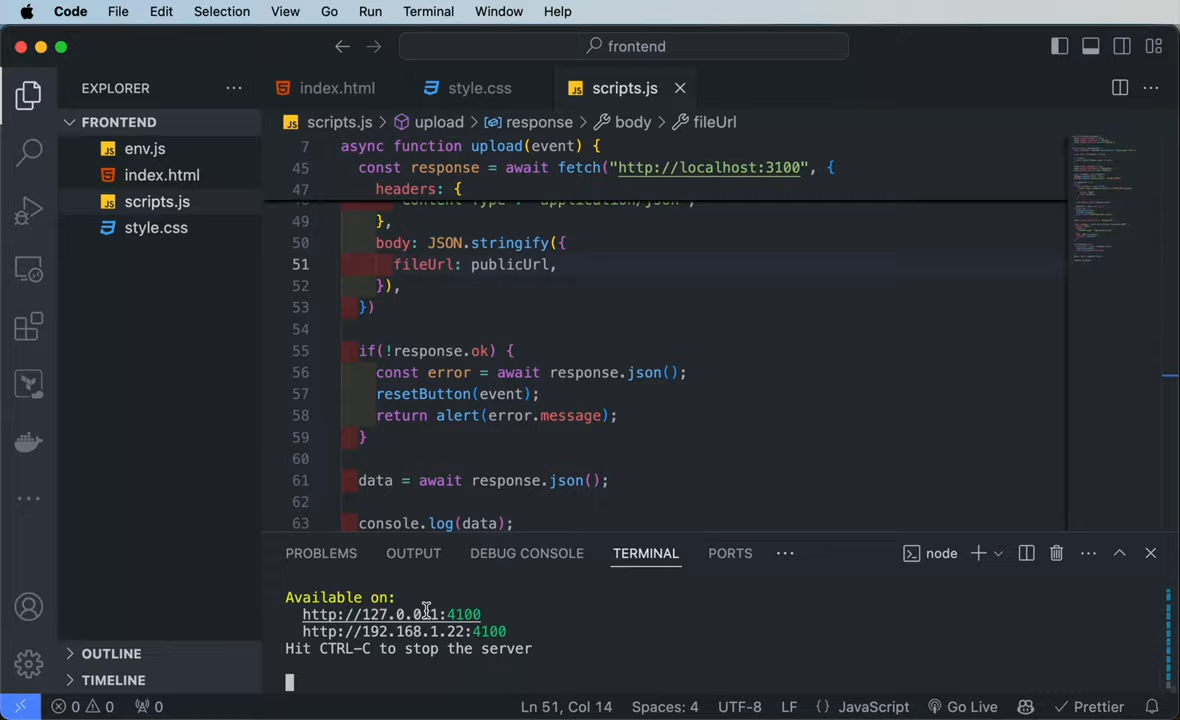 Code File Edit Selection View Go Run Terminal Window Help
frontend
EXPLORER
index.html
style.css
scripts.js
FRONTEND
env.js
index.html
scripts.js
style.css
scripts.js > upload > response > body > fileUrl
7 async function upload(event) {
45 const response = await fetch("http://localhost:3100", {
47 headers: {
49 },
50 body: JSON.stringify({
51 fileUrl: publicUrl,
52 }),
53 })
54
55 if(!response.ok) {
56 const error = await response.json();
57 resetButton(event);
58 return alert(error.message);
59 }
60
61 data = await response.json();
62
63 console.log(data);
PROBLEMS OUTPUT DEBUG CONSOLE TERMINAL PORTS
node
Available on:
http://127.0.0.1:4100
http://192.168.1.22:4100
Hit CTRL-C to stop the server
OUTLINE
TIMELINE
0 0 0
Ln 51, Col 14 Spaces: 4 UTF-8 LF {} JavaScript Go Live Prettier